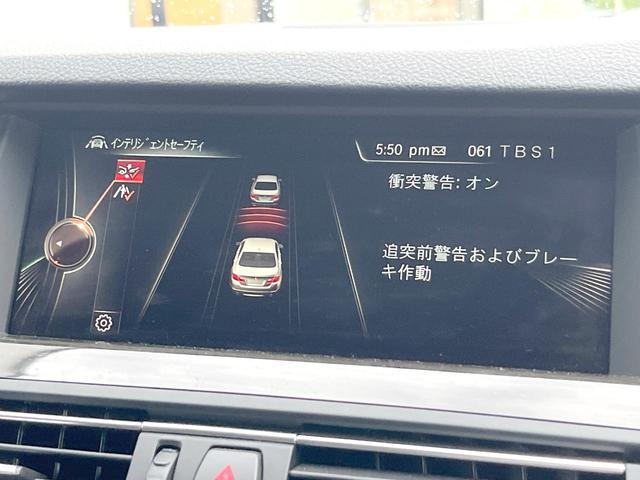 インテリジェントセーフティ
5:50 pm 061 TBS1
衝突警告: オン
追突前警告およびブレー
キ作動